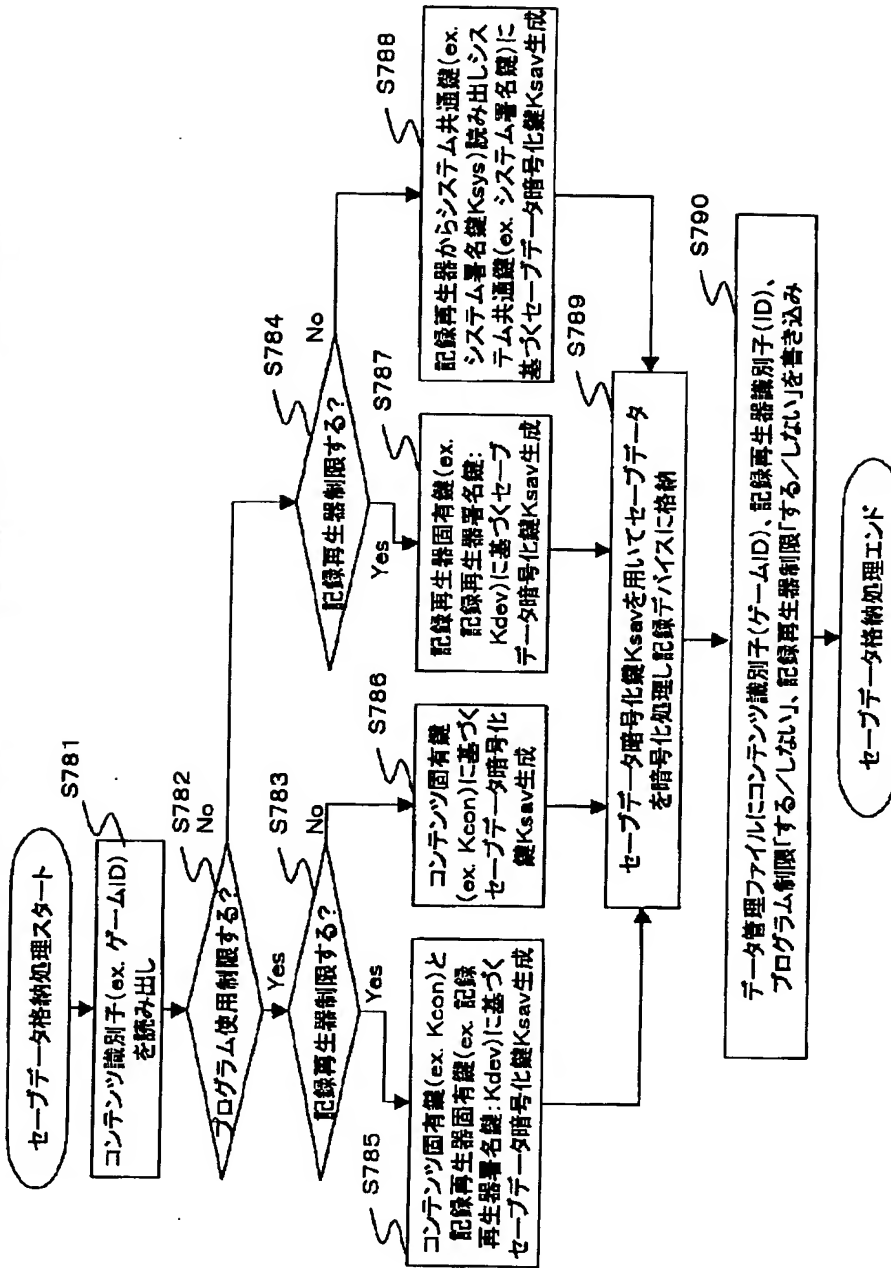 セーブデータ格納処理スタート
S781
コンテンツ識別子(ex. ゲームID)
を読み出し
S782
プログラム使用制限する?
No
Yes
S783
記録再生器制限する?
No
Yes
S784
記録再生器制限する?
No
Yes
S785
コンテンツ固有鍵(ex. Kcon)と
記録再生器固有鍵(ex. 記録
再生器署名鍵:Kdev)に基づく
セーブデータ暗号化鍵Ksav生成
S786
コンテンツ固有鍵
(ex. Kcon)に基づく
セーブデータ暗号化
鍵Ksav生成
S787
記録再生器固有鍵(ex.
記録再生器署名鍵:
Kdev)に基づくセーブ
データ暗号化鍵Ksav生成
S788
記録再生器からシステム共通鍵(ex.
システム署名鍵Ksys)読み出しシス
テム共通鍵(ex. システム署名鍵)に
基づくセーブデータ暗号化鍵Ksav生成
S789
セーブデータ暗号化鍵Ksavを用いてセーブデータ
を暗号化処理し記録デバイスに格納
S790
データ管理ファイルにコンテンツ識別子(ゲームID)、記録再生器識別子(ID)、
プログラム制限「する/しない」、記録再生器制限「する/しない」を書き込み
セーブデータ格納処理エンド